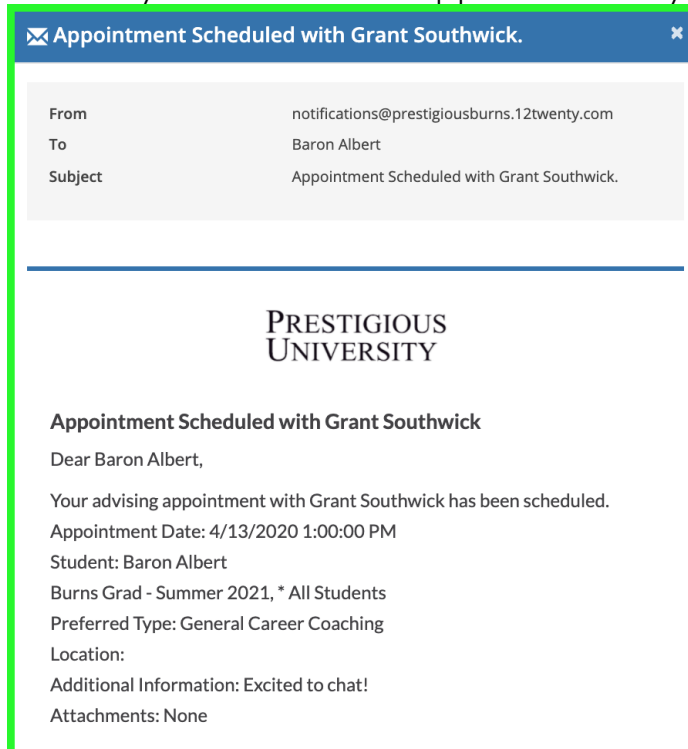 Appointment Scheduled with Grant Southwick.
From notifications@prestigiousburns.12twenty.com
To Baron Albert
Subject Appointment Scheduled with Grant Southwick.
PRESTIGIOUS
UNIVERSITY
Appointment Scheduled with Grant Southwick
Dear Baron Albert,
Your advising appointment with Grant Southwick has been scheduled.
Appointment Date: 4/13/2020 1:00:00 PM
Student: Baron Albert
Burns Grad - Summer 2021, * All Students
Preferred Type: General Career Coaching
Location:
Additional Information: Excited to chat!
Attachments: None